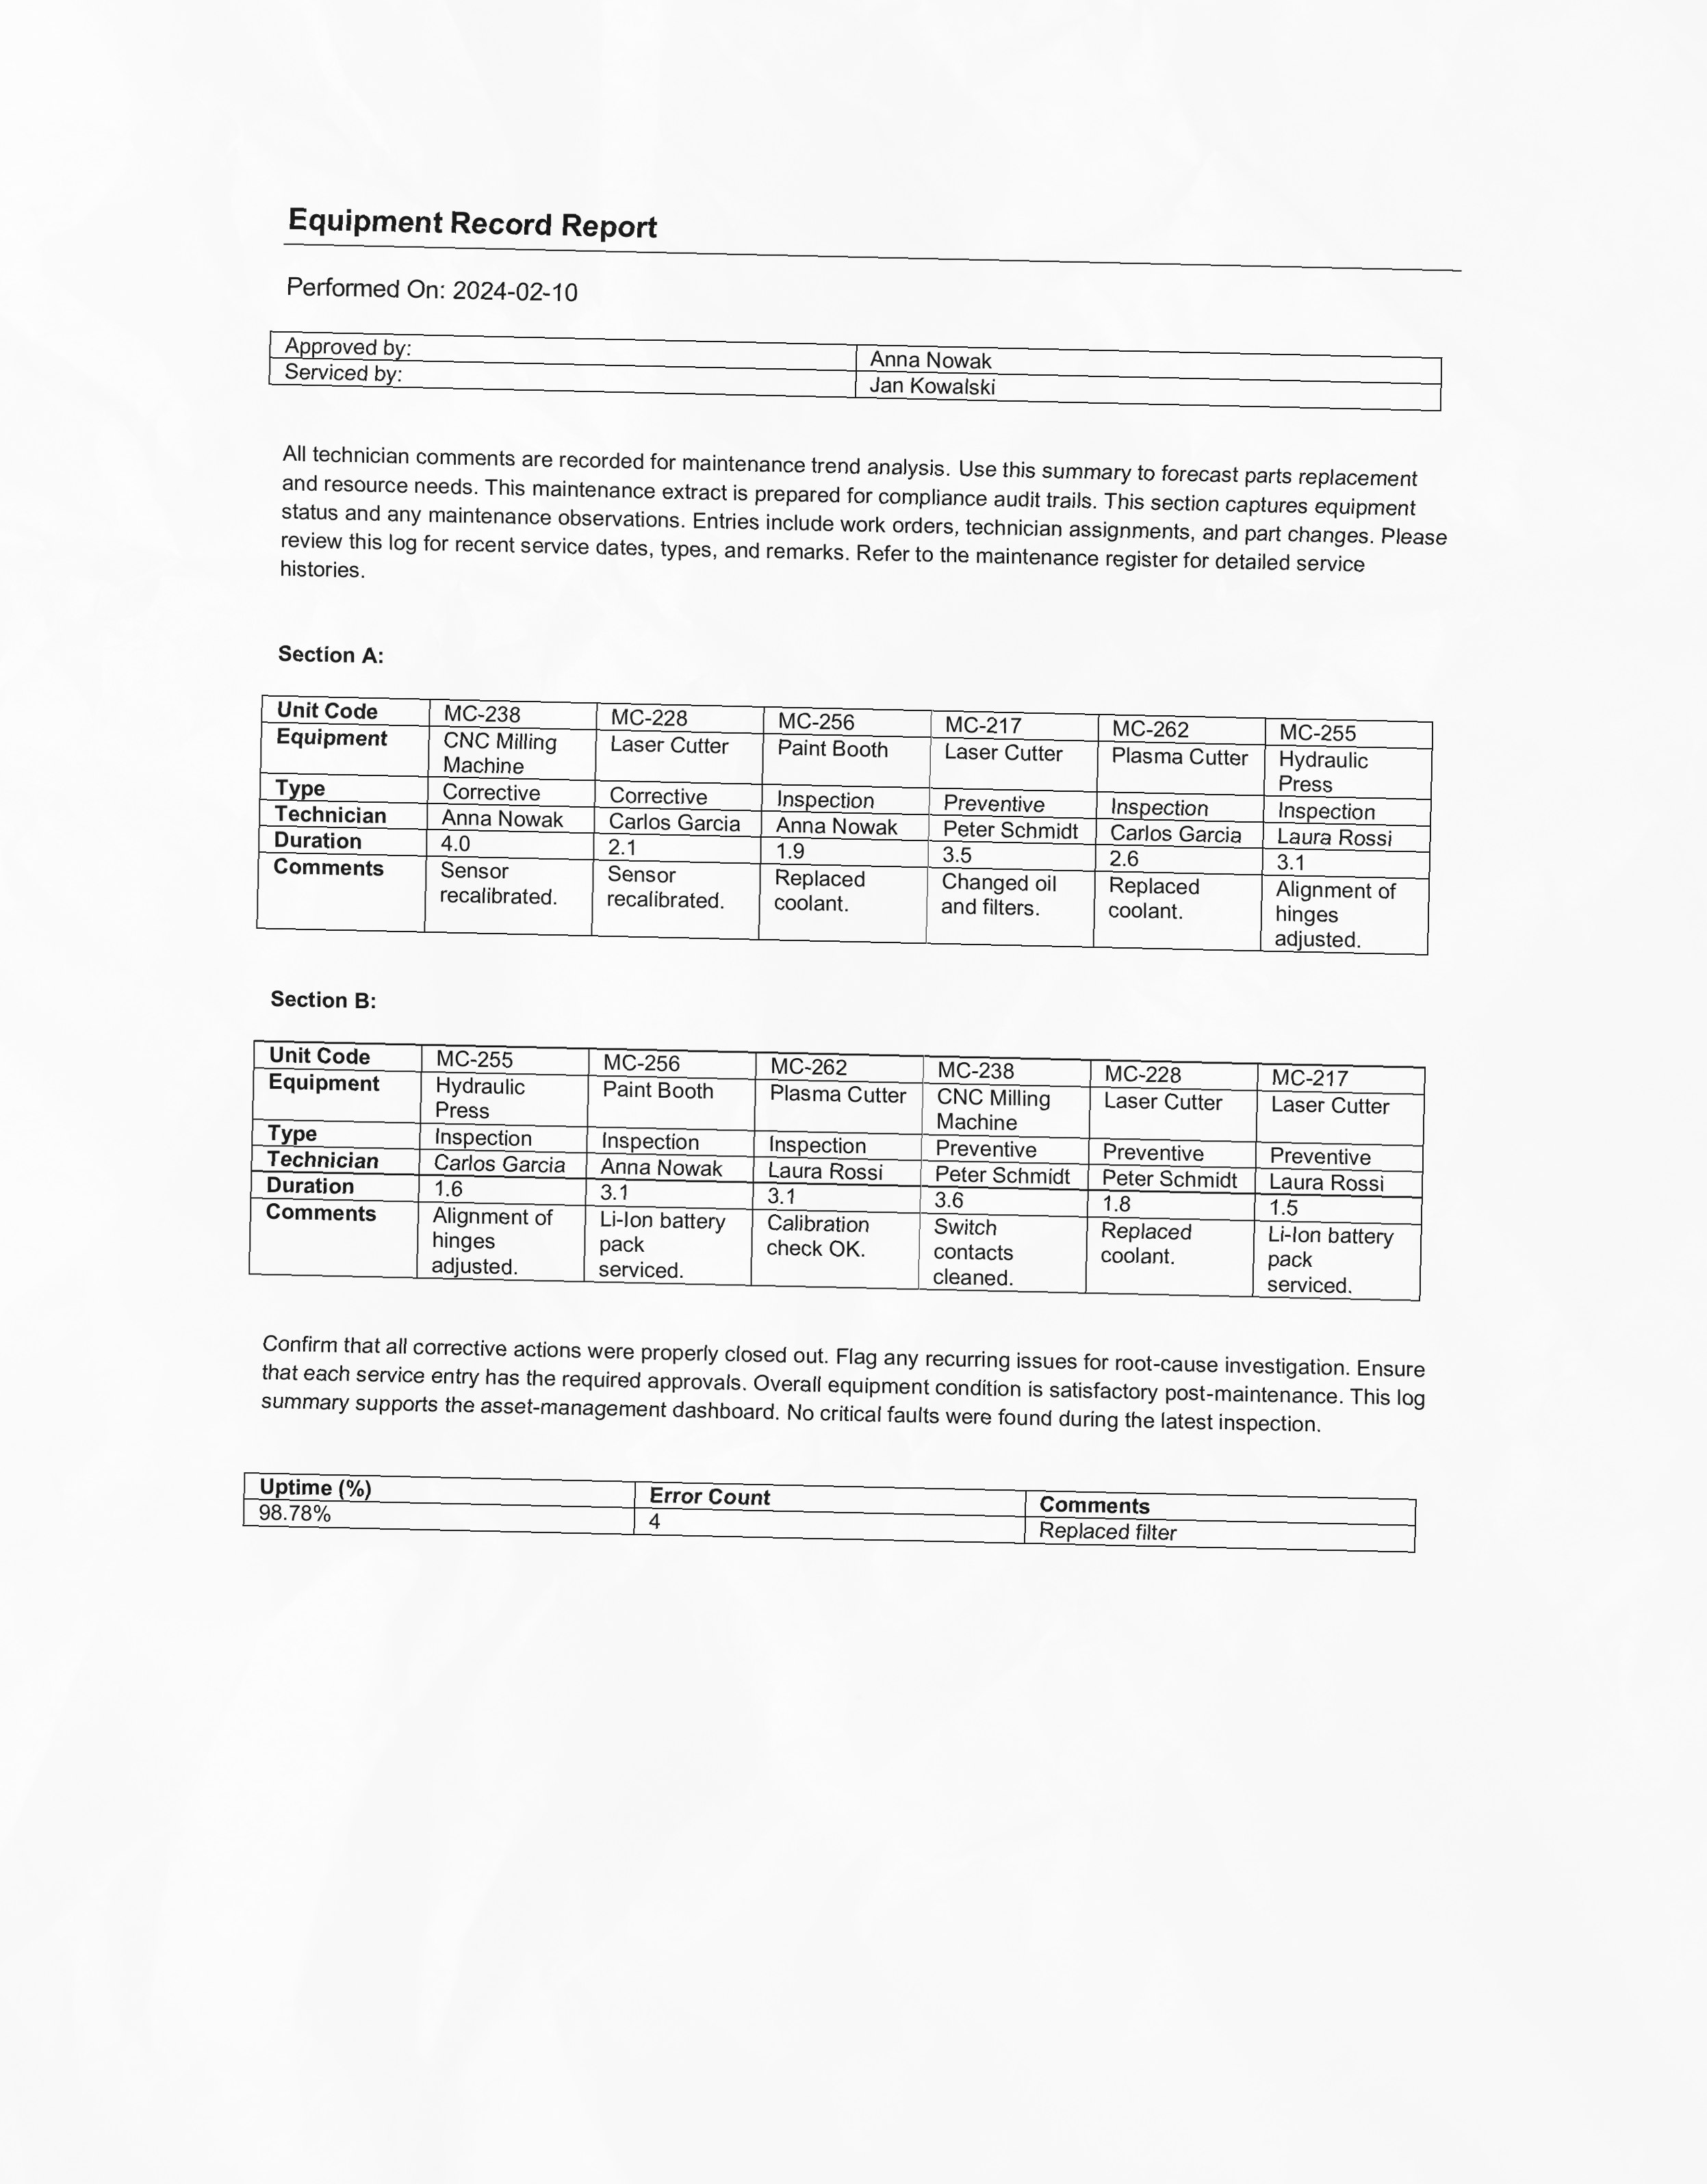 Equipment Record Report
Performed On: 2024-02-10
Approved by: Anna Nowak
Serviced by: Jan Kowalski
All technician comments are recorded for maintenance trend analysis. Use this summary to forecast parts replacement
and resource needs. This maintenance extract is prepared for compliance audit trails. This section captures equipment
status and any maintenance observations. Entries include work orders, technician assignments, and part changes. Please
review this log for recent service dates, types, and remarks. Refer to the maintenance register for detailed service
histories.
Section A:
Unit Code MC-238 MC-228 MC-256 MC-217 MC-262 MC-255
Equipment CNC Milling Laser Cutter Paint Booth Laser Cutter Plasma Cutter Hydraulic
Machine Press
Type Corrective Corrective Inspection Preventive Inspection Inspection
Technician Anna Nowak Carlos Garcia Anna Nowak Peter Schmidt Carlos Garcia Laura Rossi
Duration 4.0 2.1 1.9 3.5 2.6 3.1
Comments Sensor Sensor Replaced Changed oil Replaced Alignment of
recalibrated. recalibrated. coolant. and filters. coolant. hinges
adjusted.
Section B:
Unit Code MC-255 MC-256 MC-262 MC-238 MC-228 MC-217
Equipment Hydraulic Paint Booth Plasma Cutter CNC Milling Laser Cutter Laser Cutter
Press Machine
Type Inspection Inspection Inspection Preventive Preventive Preventive
Technician Carlos Garcia Anna Nowak Laura Rossi Peter Schmidt Peter Schmidt Laura Rossi
Duration 1.6 3.1 3.1 3.6 1.8 1.5
Comments Alignment of Li-Ion battery Calibration Switch Replaced Li-Ion battery
hinges pack check OK. contacts coolant. pack
adjusted. serviced. cleaned. serviced.
Confirm that all corrective actions were properly closed out. Flag any recurring issues for root-cause investigation. Ensure
that each service entry has the required approvals. Overall equipment condition is satisfactory post-maintenance. This log
summary supports the asset-management dashboard. No critical faults were found during the latest inspection.
Uptime (%) Error Count Comments
98.78% 4 Replaced filter